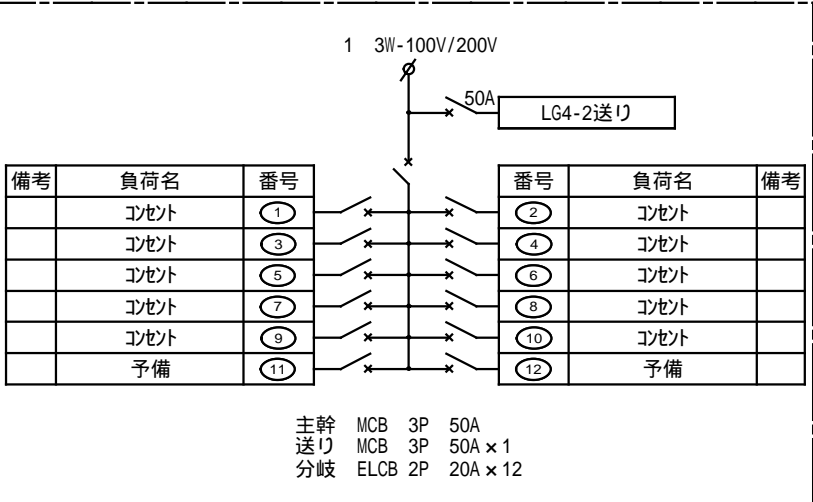 1 3W-100V/200V
50A
LG4-2送り
備考 負荷名 番号
コンセント 1
コンセント 3
コンセント 5
コンセント 7
コンセント 9
予備 11
番号 負荷名 備考
2 コンセント
4 コンセント
6 コンセント
8 コンセント
10 コンセント
12 予備
主幹 MCB 3P 50A
送り MCB 3P 50A×1
分岐 ELCB 2P 20A×12